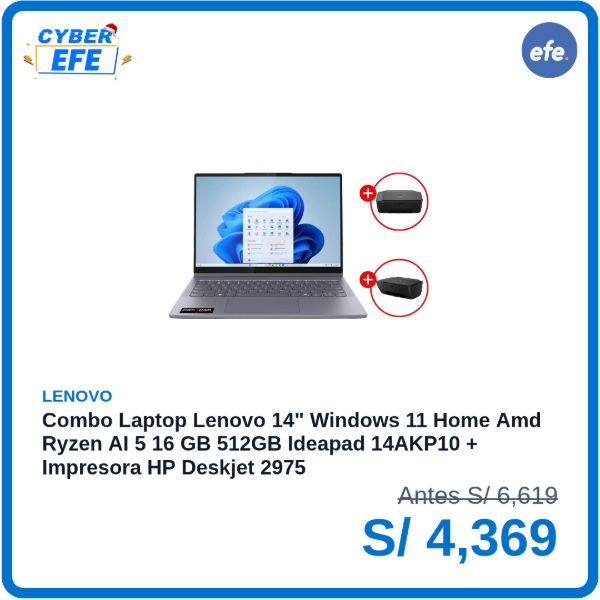 CYBER
EFE
efe.
LENOVO
Combo Laptop Lenovo 14" Windows 11 Home Amd
Ryzen AI 5 16 GB 512GB Ideapad 14AKP10 +
Impresora HP Deskjet 2975
Antes S/ 6,619
S/ 4,369